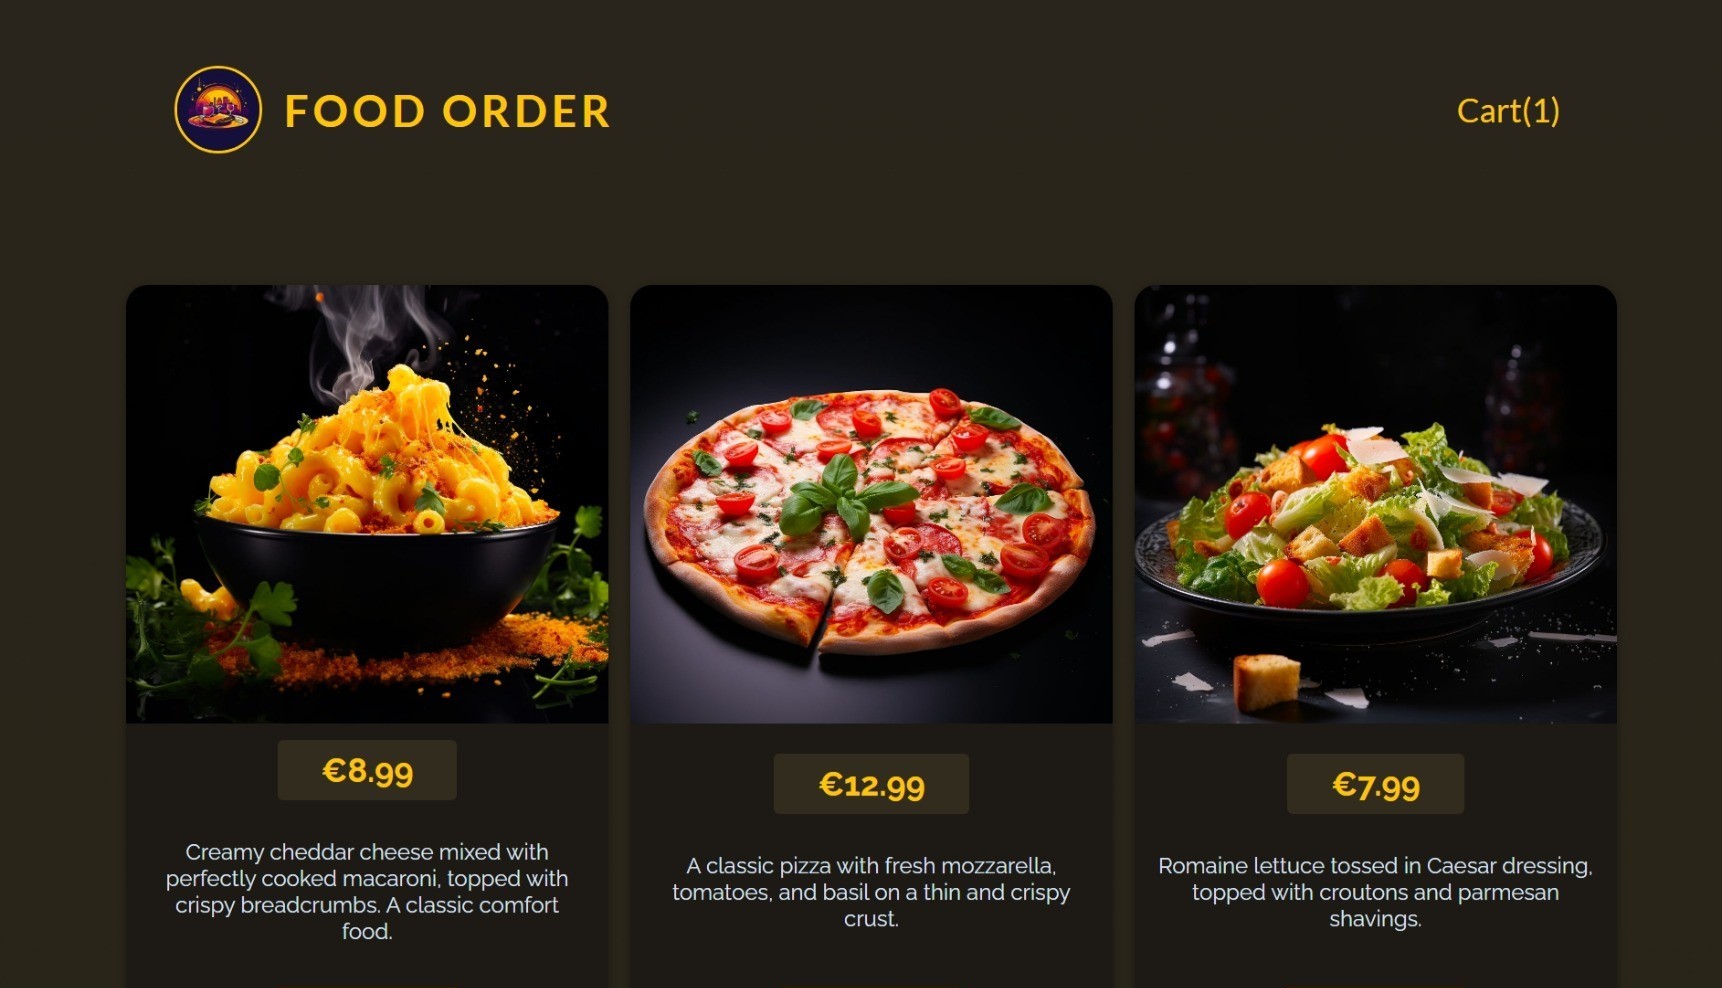 FOOD ORDER
Cart(1)
€8.99
Creamy cheddar cheese mixed with
perfectly cooked macaroni, topped with
crispy breadcrumbs. A classic comfort
food.
€12.99
A classic pizza with fresh mozzarella,
tomatoes, and basil on a thin and crispy
crust.
€7.99
Romaine lettuce tossed in Caesar dressing,
topped with croutons and parmesan
shavings.